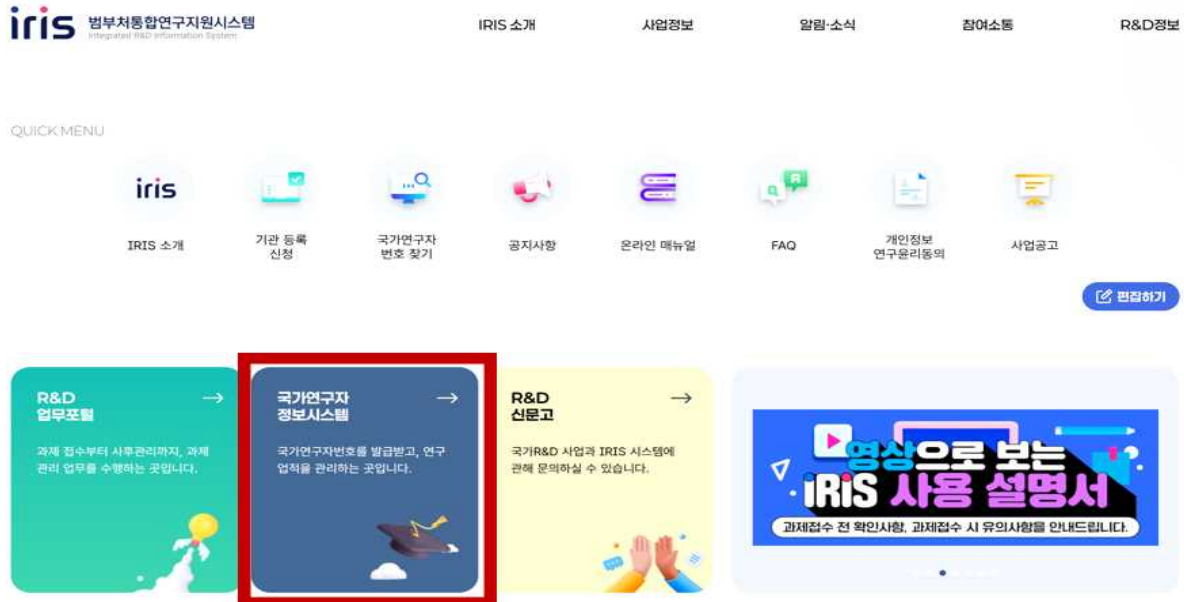 iris 범부처통합연구지원시스템
Integrated R&D Information System
IRIS 소개 사업정보 알림·소식 참여소통 R&D정보
QUICK MENU
iris
IRIS 소개
기관 등록
신청
국가연구자
번호 찾기
공지사항
온라인 매뉴얼
FAQ
개인정보
연구윤리동의
사업공고
편집하기
R&D
업무포털
과제 접수부터 사후관리까지, 과제
관리 업무를 수행하는 곳입니다.
국가연구자
정보시스템
국가연구자번호를 발급받고, 연구
업적을 관리하는 곳입니다.
R&D
신문고
국가R&D 사업과 IRIS 시스템에
관해 문의하실 수 있습니다.
영상으로 보는
IRIS 사용 설명서
과제접수 전 확인사항, 과제접수 시 유의사항을 안내드립니다.